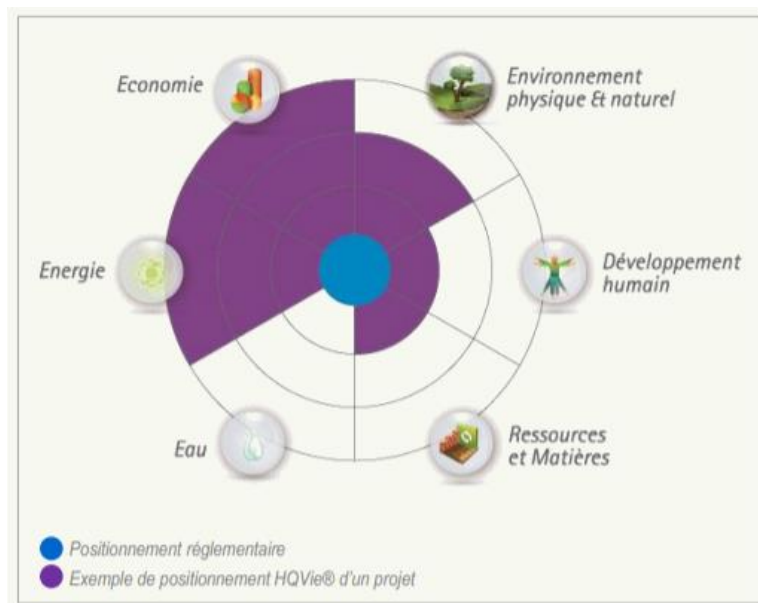 Economie
Environnement
physique & naturel
Energie
Développement
humain
Eau
Ressources
et Matières
Positionnement réglementaire
Exemple de positionnement HQVie® d'un projet